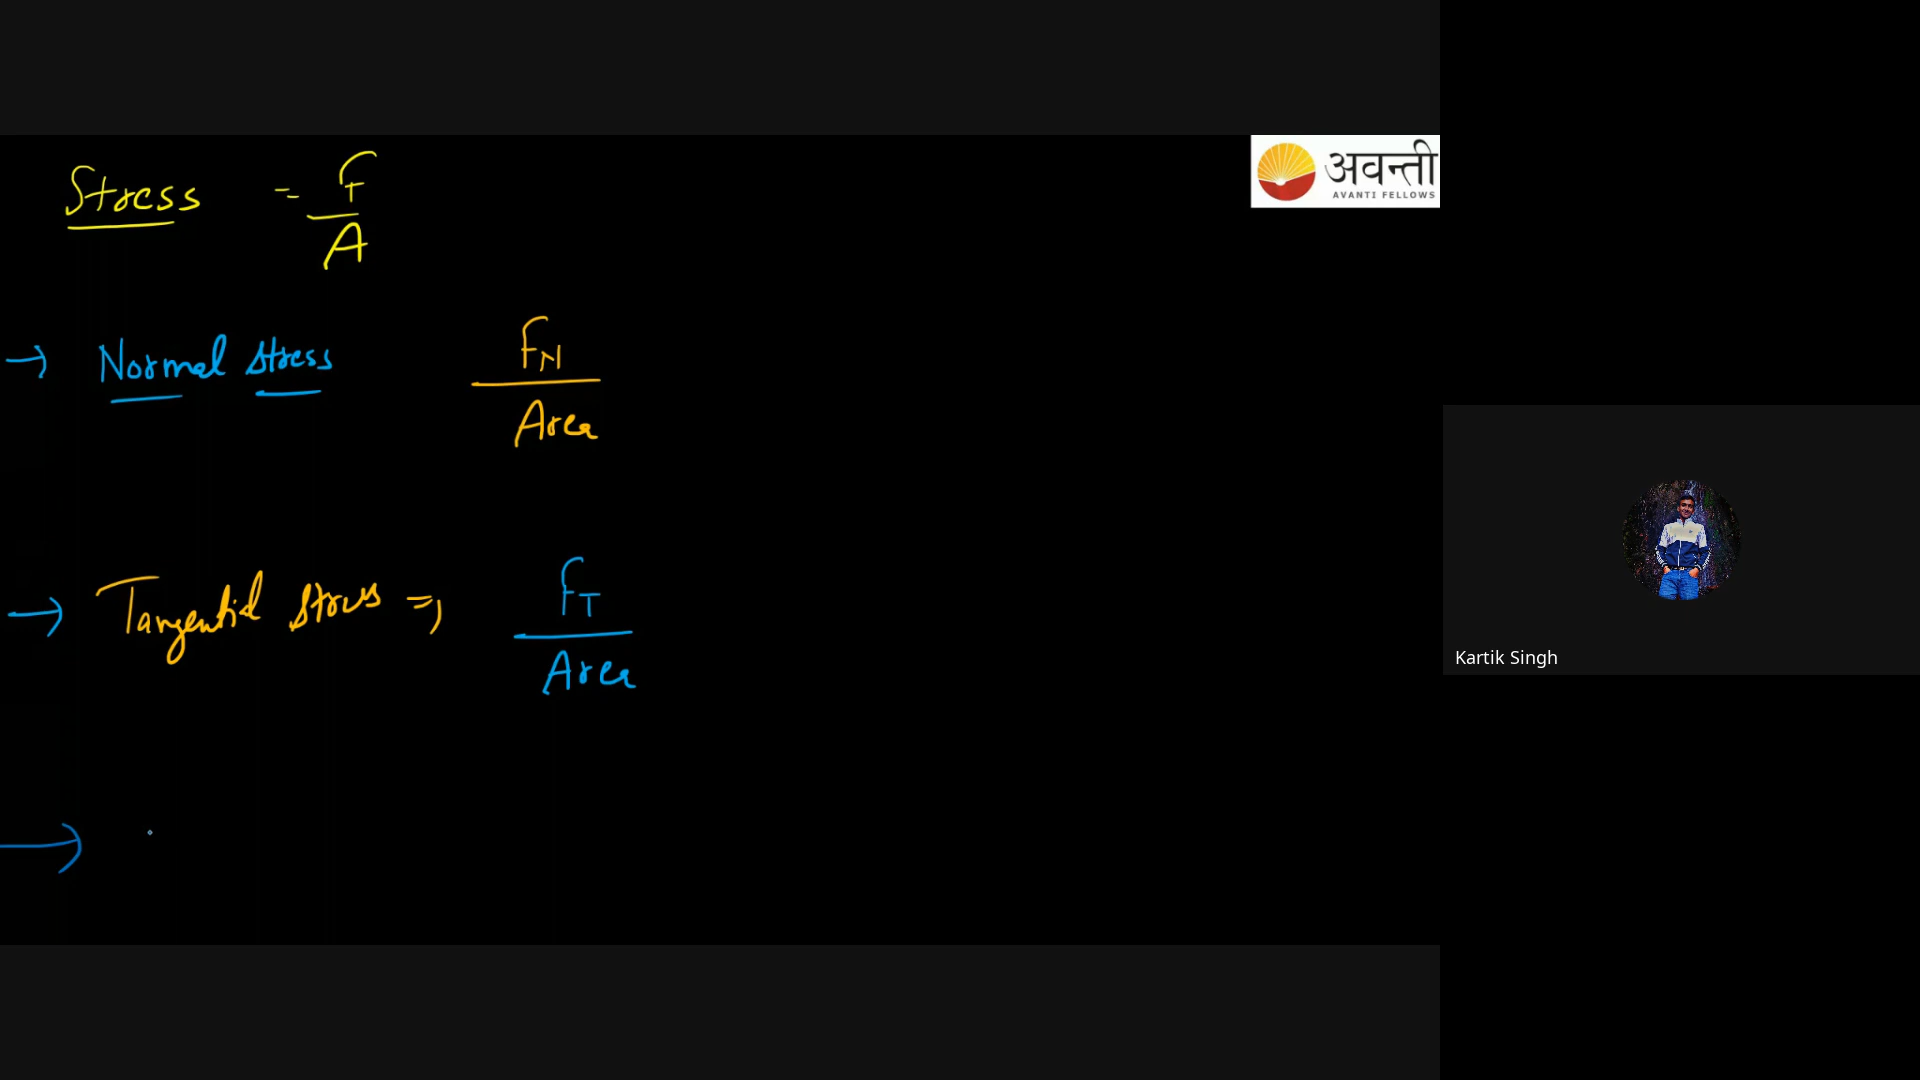 Stress = F/A
अवन्ती
AVANTI FELLOWS
→ Normal Stress F_N/Area
→ Tangential Stress ⇒ F_T/Area
→
Kartik Singh